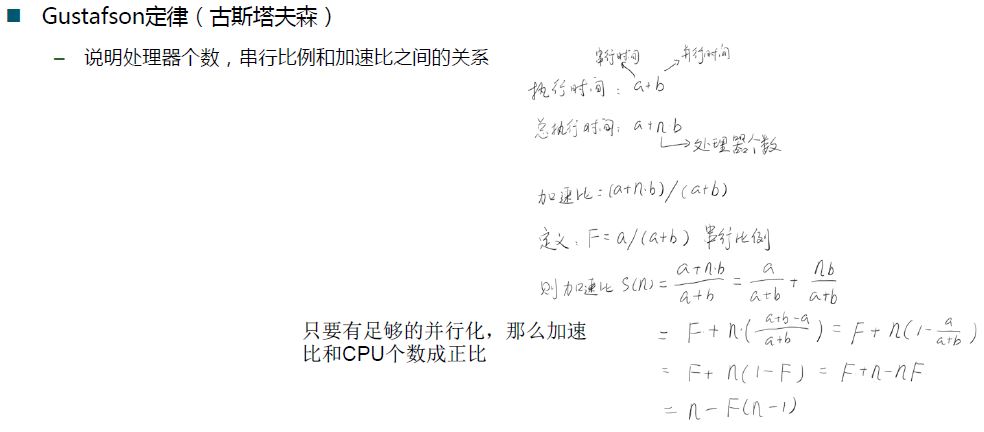 Gustafson定律（古斯塔夫森）
– 说明处理器个数，串行比例和加速比之间的关系
串行时间 并行时间
执行时间：a+b
总执行时间：a+nb
处理器个数
加速比=(a+n·b)/(a+b)
定义：F=a/(a+b) 串行比例
则加速比 S(n)=\frac{a+n·b}{a+b}=\frac{a}{a+b}+\frac{nb}{a+b}
= F+n·(\frac{a+b-a}{a+b})=F+n(1-\frac{a}{a+b})
= F+n(1-F)=F+n-nF
= n-F(n-1)
只要有足够的并行化，那么加速
比和CPU个数成正比